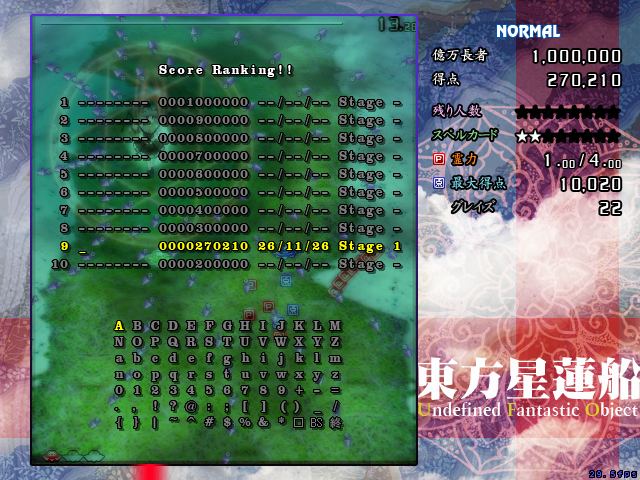 13.26
NORMAL
Score Ranking!!
1 -------- 0001000000 --/--/-- Stage -
2 -------- 0000900000 --/--/-- Stage -
3 -------- 0000800000 --/--/-- Stage -
4 -------- 0000700000 --/--/-- Stage -
5 -------- 0000600000 --/--/-- Stage -
6 -------- 0000500000 --/--/-- Stage -
7 -------- 0000400000 --/--/-- Stage -
8 -------- 0000300000 --/--/-- Stage -
9 _ 0000270210 26/11/26 Stage 1
10 -------- 0000200000 --/--/-- Stage -
A B C D E F G H I J K L M
N O P Q R S T U V W X Y Z
a b c d e f g h i j k l m
n o p q r s t u v w x y z
0 1 2 3 4 5 6 7 8 9 + - =
. , ! ? @ : ; [ ] ( ) _ /
{ } | ~ ^ # $ % & * □ BS 終
億万長者 1,000,000
得点 270,210
残り人数 ★★★★★★★★★
スペルカード ★★★★★★★★★
P 霊力 1.00/4.00
点 最大得点 10,020
グレイズ 22
東方星蓮船
Undefined Fantastic Object
29.5fps